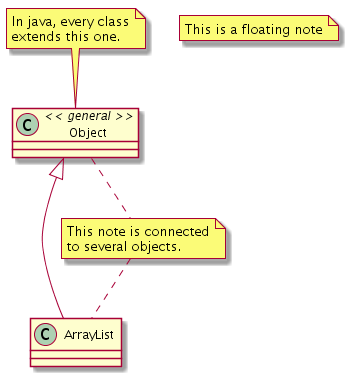 In java, every class
extends this one.
This is a floating note
C
<< general >>
Object
This note is connected
to several objects.
C
ArrayList